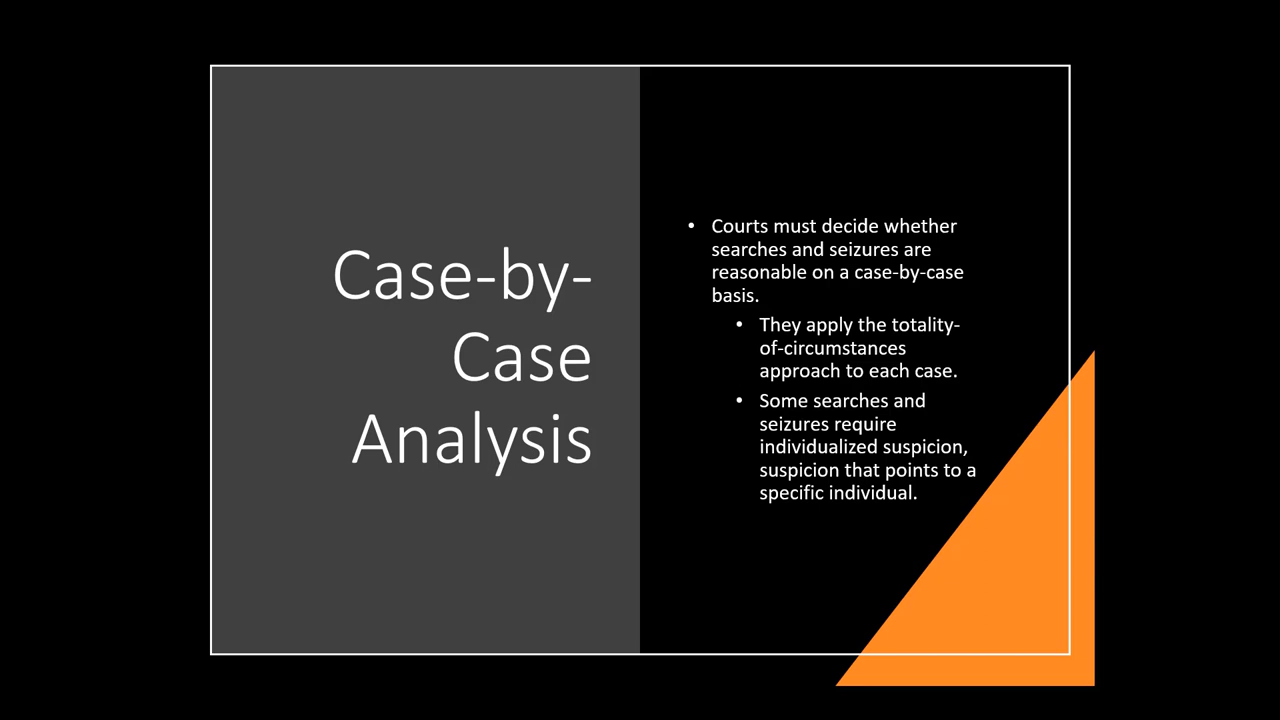 Case-by-
Case
Analysis
• Courts must decide whether
searches and seizures are
reasonable on a case-by-case
basis.
• They apply the totality-
of-circumstances
approach to each case.
• Some searches and
seizures require
individualized suspicion,
suspicion that points to a
specific individual.